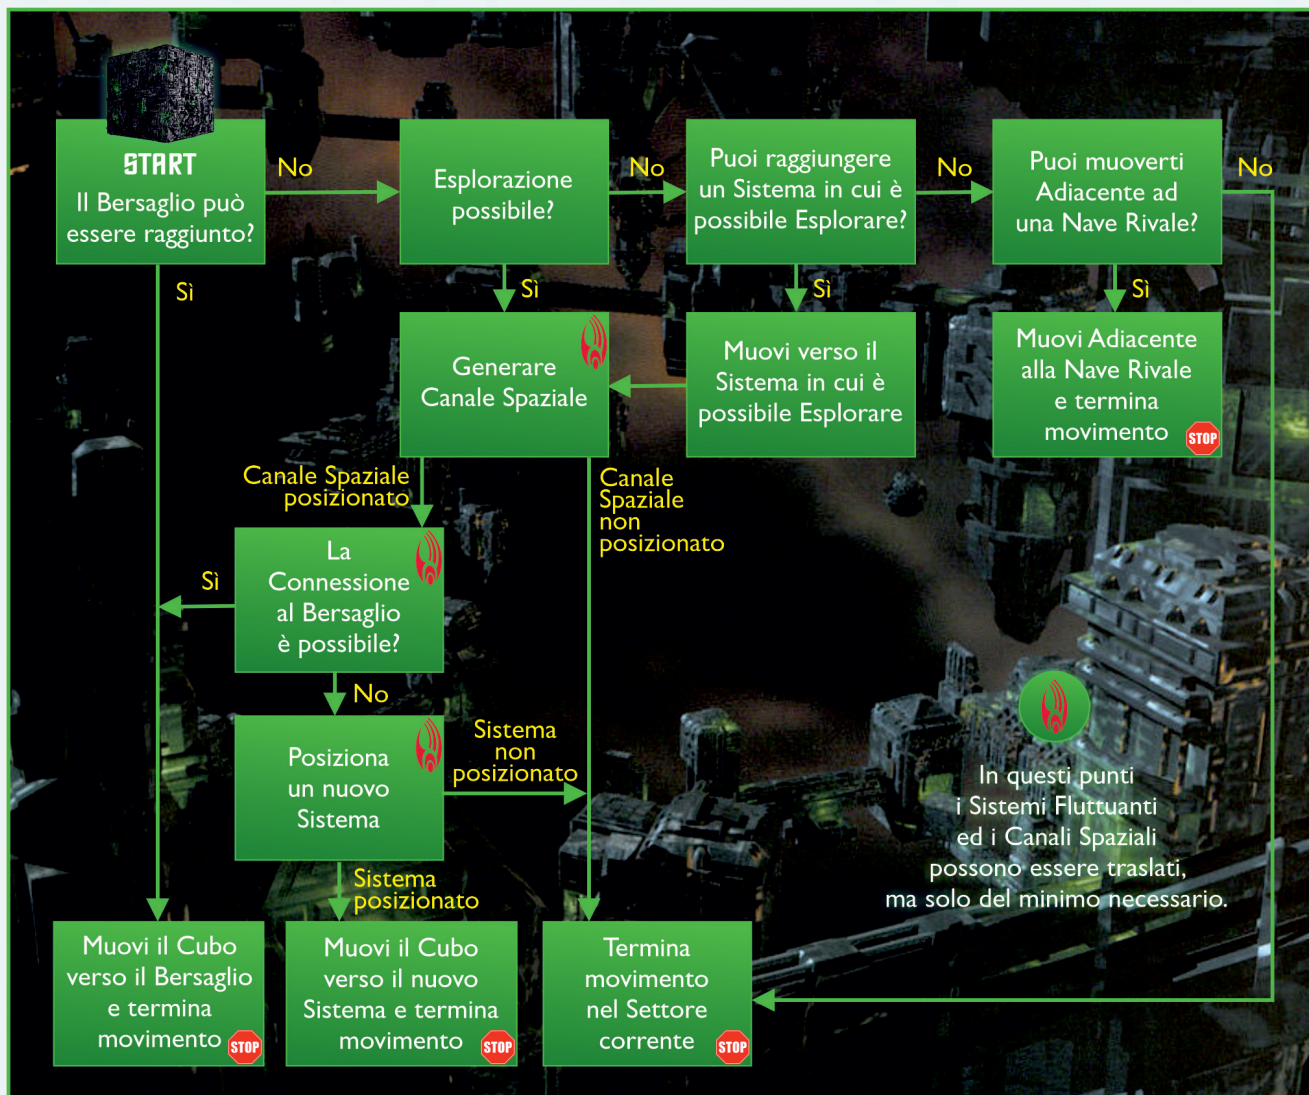 START
Il Bersaglio può
essere raggiunto?
No
Esplorazione
possibile?
No
Puoi raggiungere
un Sistema in cui è
possibile Esplorare?
No
Puoi muoverti
Adiacente ad
una Nave Rivale?
No
Sì
Sì
Sì
Sì
Generare
Canale Spaziale
Muovi verso il
Sistema in cui è
possibile Esplorare
Muovi Adiacente
alla Nave Rivale
e termina
movimento
STOP
Canale Spaziale
posizionato
Canale
Spaziale
non
posizionato
La
Connessione
al Bersaglio
è possibile?
Sì
No
Posiziona
un nuovo
Sistema
Sistema
non
posizionato
Sistema
posizionato
In questi punti
i Sistemi Fluttuanti
ed i Canali Spaziali
possono essere traslati,
ma solo del minimo necessario.
Muovi il Cubo
verso il Bersaglio
e termina
movimento
STOP
Muovi il Cubo
verso il nuovo
Sistema e termina
movimento
STOP
Termina
movimento
nel Settore
corrente
STOP